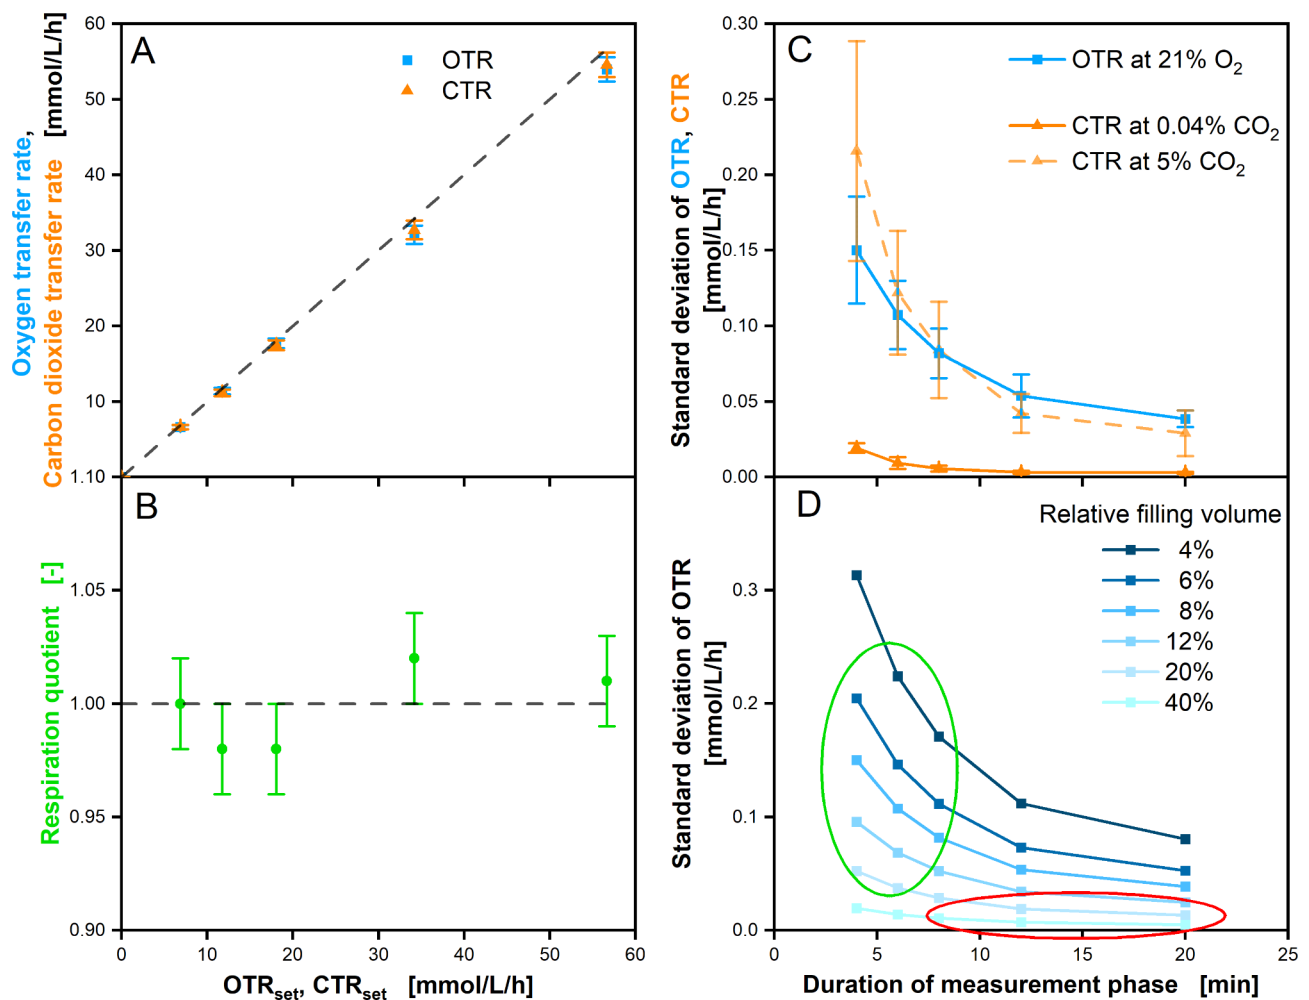 A
OTR
CTR
Oxygen transfer rate,
Carbon dioxide transfer rate [mmol/L/h]
60
50
40
30
20
10
1.10
B
Respiration quotient [-]
1.05
1.00
0.95
0.90
0 10 20 30 40 50 60
OTRset, CTRset [mmol/L/h]
C
OTR at 21% O2
CTR at 0.04% CO2
CTR at 5% CO2
Standard deviation of OTR, CTR
[mmol/L/h]
0.30
0.25
0.20
0.15
0.10
0.05
0.00
D
Relative filling volume
4%
6%
8%
12%
20%
40%
Standard deviation of OTR
[mmol/L/h]
0.3
0.2
0.1
0.0
0 5 10 15 20 25
Duration of measurement phase [min]